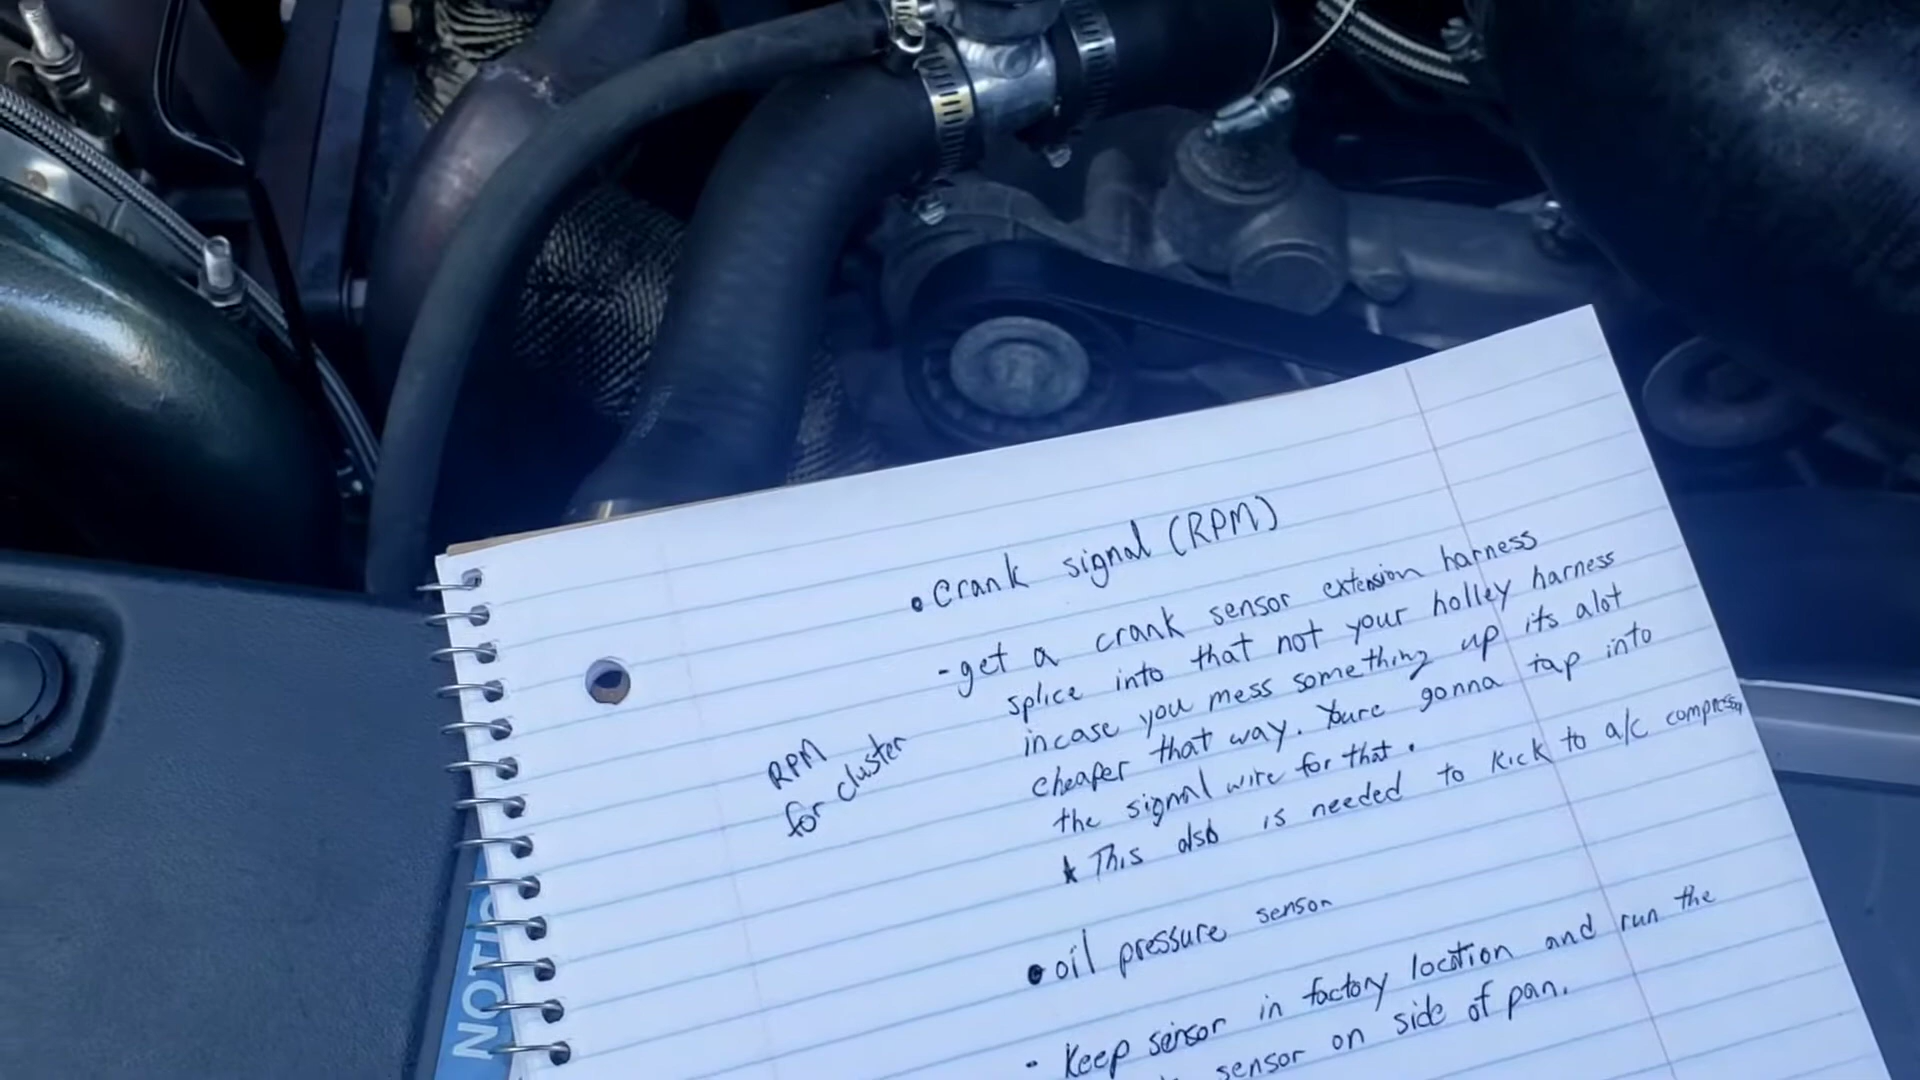 • crank signal (RPM)
- get a crank sensor extension harness
splice into that not your holley harness
incase you mess something up its alot
cheaper that way. Youre gonna tap into
the signal wire for that.
* This also is needed to kick to a/c compressor
RPM
for cluster
• oil pressure sensor
- Keep sensor in factory location and run the
sensor on side of pan.
NOTI